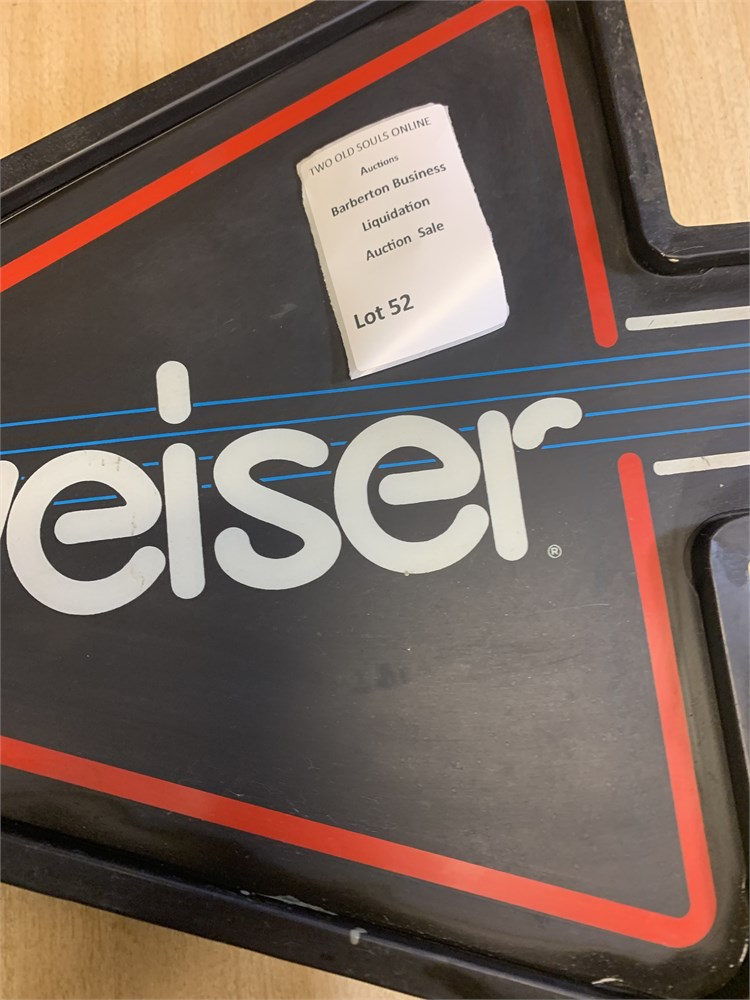 TWO OLD SOULS ONLINE
Auctions
Barberton Business
Liquidation
Auction Sale
Lot 52
eiser®